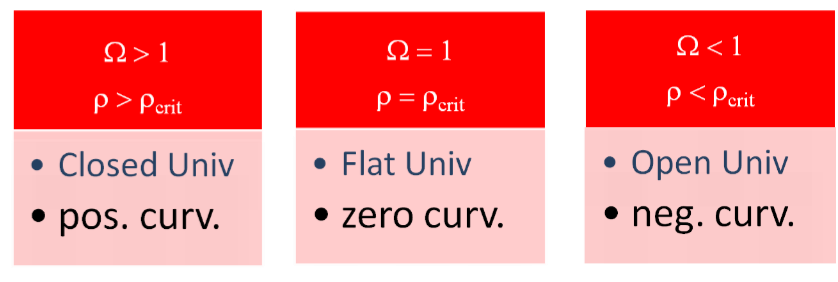 Ω > 1
ρ > ρcrit
• Closed Univ
• pos. curv.
Ω = 1
ρ = ρcrit
• Flat Univ
• zero curv.
Ω < 1
ρ < ρcrit
• Open Univ
• neg. curv.